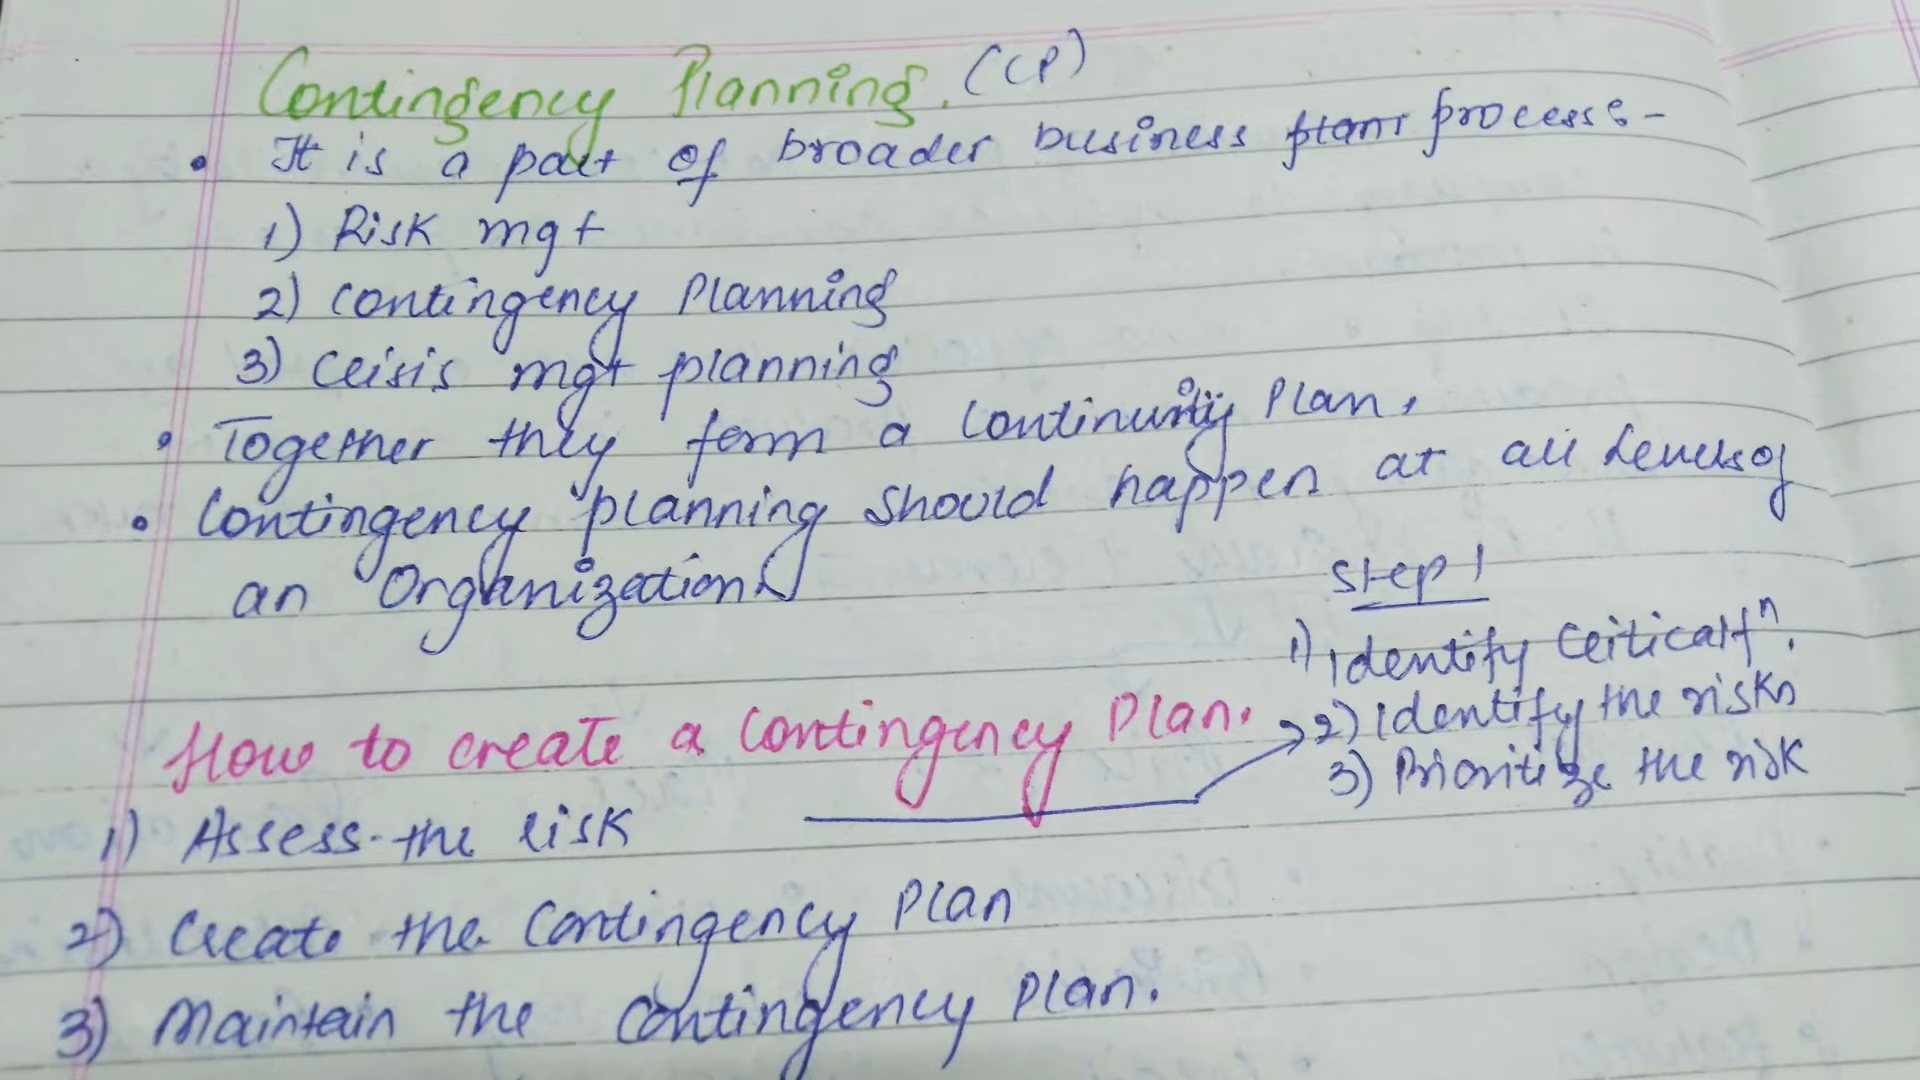 Contingency Planning. (CP)
• It is a part of broader business plans process -
1) Risk mgt
2) Contingency Planning
3) Crisis mgt planning
• Together they form a Continuity Plan.
• Contingency planning Should happen at all Levels of
an Organization.
How to create a Contingency Plan.
1) Assess the risk
2) Create the Contingency Plan
3) Maintain the Contingency Plan.
Step 1
1) Identify Critical fⁿ.
2) Identify the risks
3) Prioritize the risk